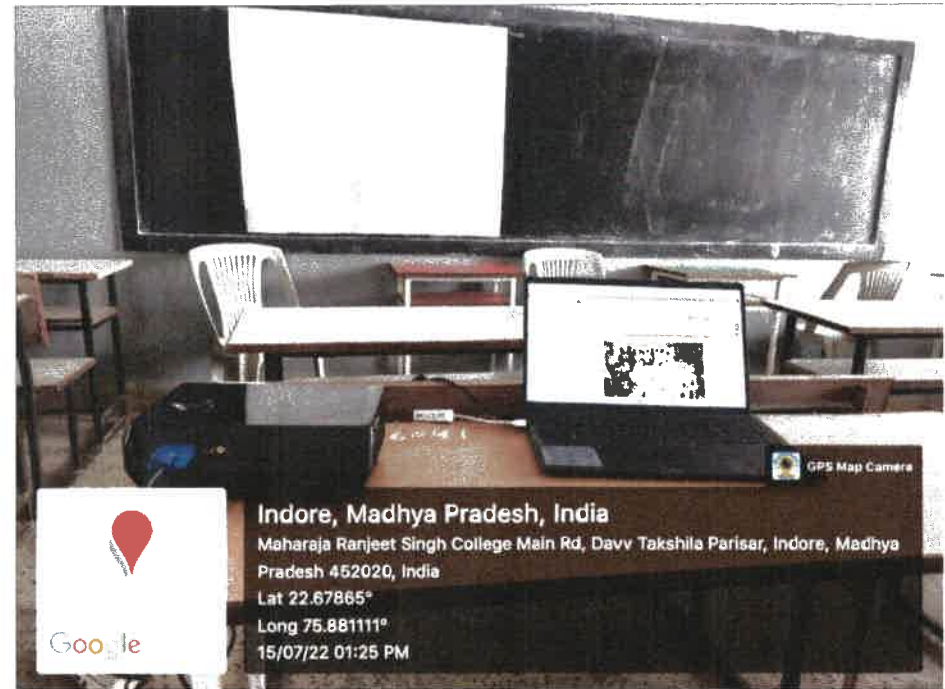 GPS Map Camera
Indore, Madhya Pradesh, India
Maharaja Ranjeet Singh College Main Rd, Davv Takshila Parisar, Indore, Madhya
Pradesh 452020, India
Lat 22.67865°
Long 75.881111°
15/07/22 01:25 PM
Google